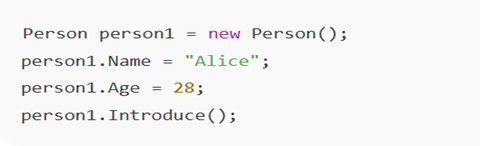 Person person1 = new Person();
person1.Name = "Alice";
person1.Age = 28;
person1.Introduce();